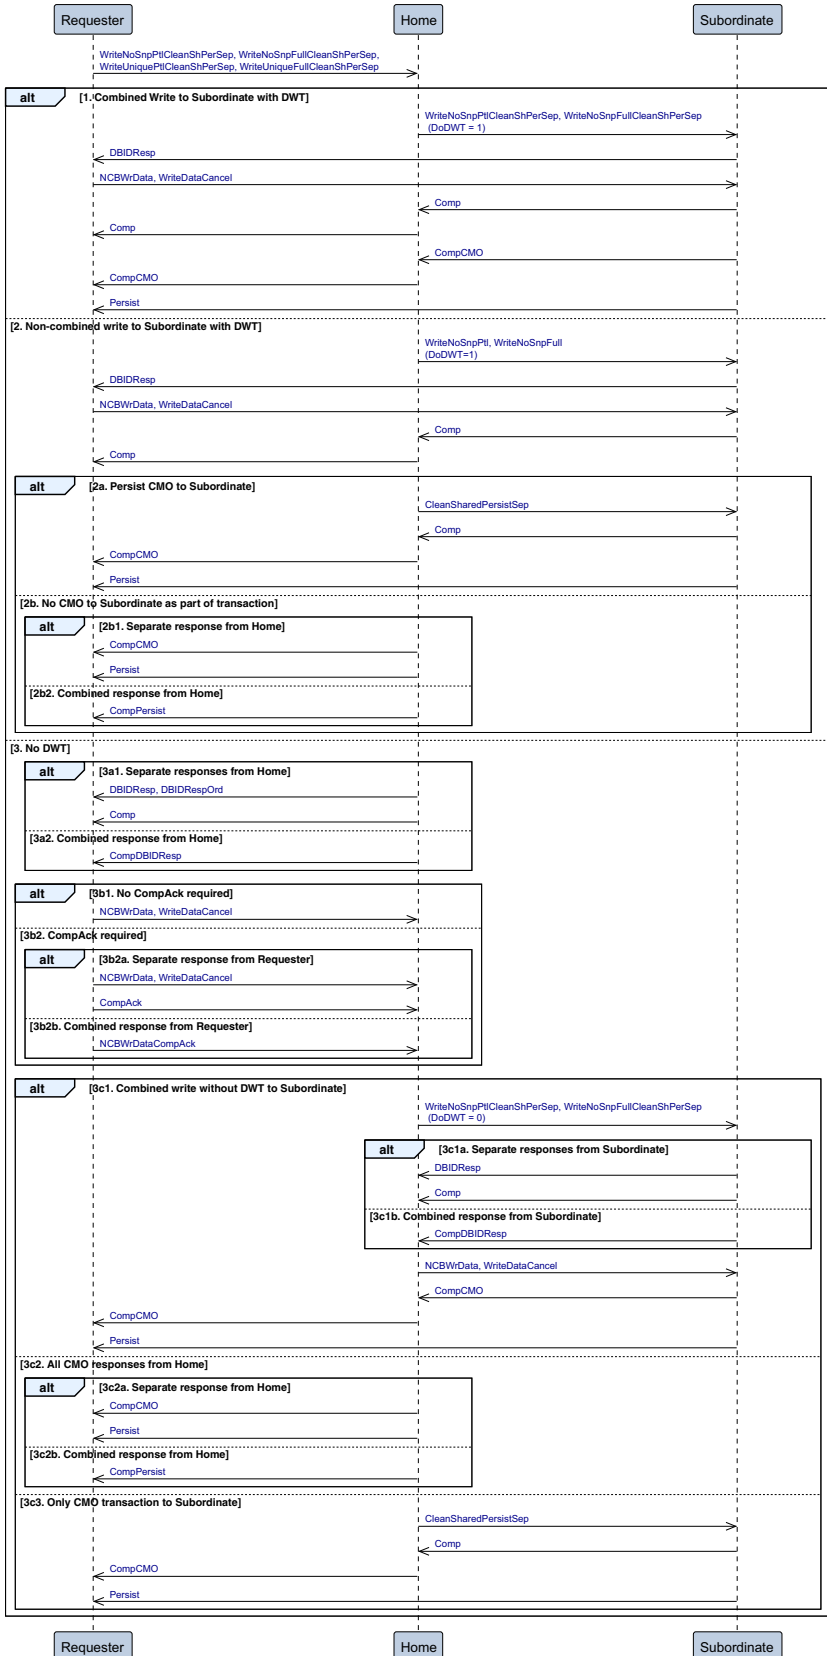 Requester
Home
Subordinate
WriteNoSnpPtlCleanShPerSep, WriteNoSnpFullCleanShPerSep,
WriteUniquePtlCleanShPerSep, WriteUniqueFullCleanShPerSep
alt
[1. Combined Write to Subordinate with DWT]
WriteNoSnpPtlCleanShPerSep, WriteNoSnpFullCleanShPerSep
(DoDWT = 1)
DBIDResp
NCBWrData, WriteDataCancel
Comp
Comp
CompCMO
CompCMO
Persist
[2. Non-combined write to Subordinate with DWT]
WriteNoSnpPtl, WriteNoSnpFull
(DoDWT=1)
DBIDResp
NCBWrData, WriteDataCancel
Comp
Comp
alt
[2a. Persist CMO to Subordinate]
CleanSharedPersistSep
Comp
CompCMO
Persist
[2b. No CMO to Subordinate as part of transaction]
alt
[2b1. Separate response from Home]
CompCMO
Persist
[2b2. Combined response from Home]
CompPersist
[3. No DWT]
alt
[3a1. Separate responses from Home]
DBIDResp, DBIDRespOrd
Comp
[3a2. Combined response from Home]
CompDBIDResp
alt
[3b1. No CompAck required]
NCBWrData, WriteDataCancel
[3b2. CompAck required]
alt
[3b2a. Separate response from Requester]
NCBWrData, WriteDataCancel
CompAck
[3b2b. Combined response from Requester]
NCBWrDataCompAck
alt
[3c1. Combined write without DWT to Subordinate]
WriteNoSnpPtlCleanShPerSep, WriteNoSnpFullCleanShPerSep
(DoDWT = 0)
alt
[3c1a. Separate responses from Subordinate]
DBIDResp
Comp
[3c1b. Combined response from Subordinate]
CompDBIDResp
NCBWrData, WriteDataCancel
CompCMO
CompCMO
Persist
[3c2. All CMO responses from Home]
alt
[3c2a. Separate response from Home]
CompCMO
Persist
[3c2b. Combined response from Home]
CompPersist
[3c3. Only CMO transaction to Subordinate]
CleanSharedPersistSep
Comp
CompCMO
Persist
Requester
Home
Subordinate